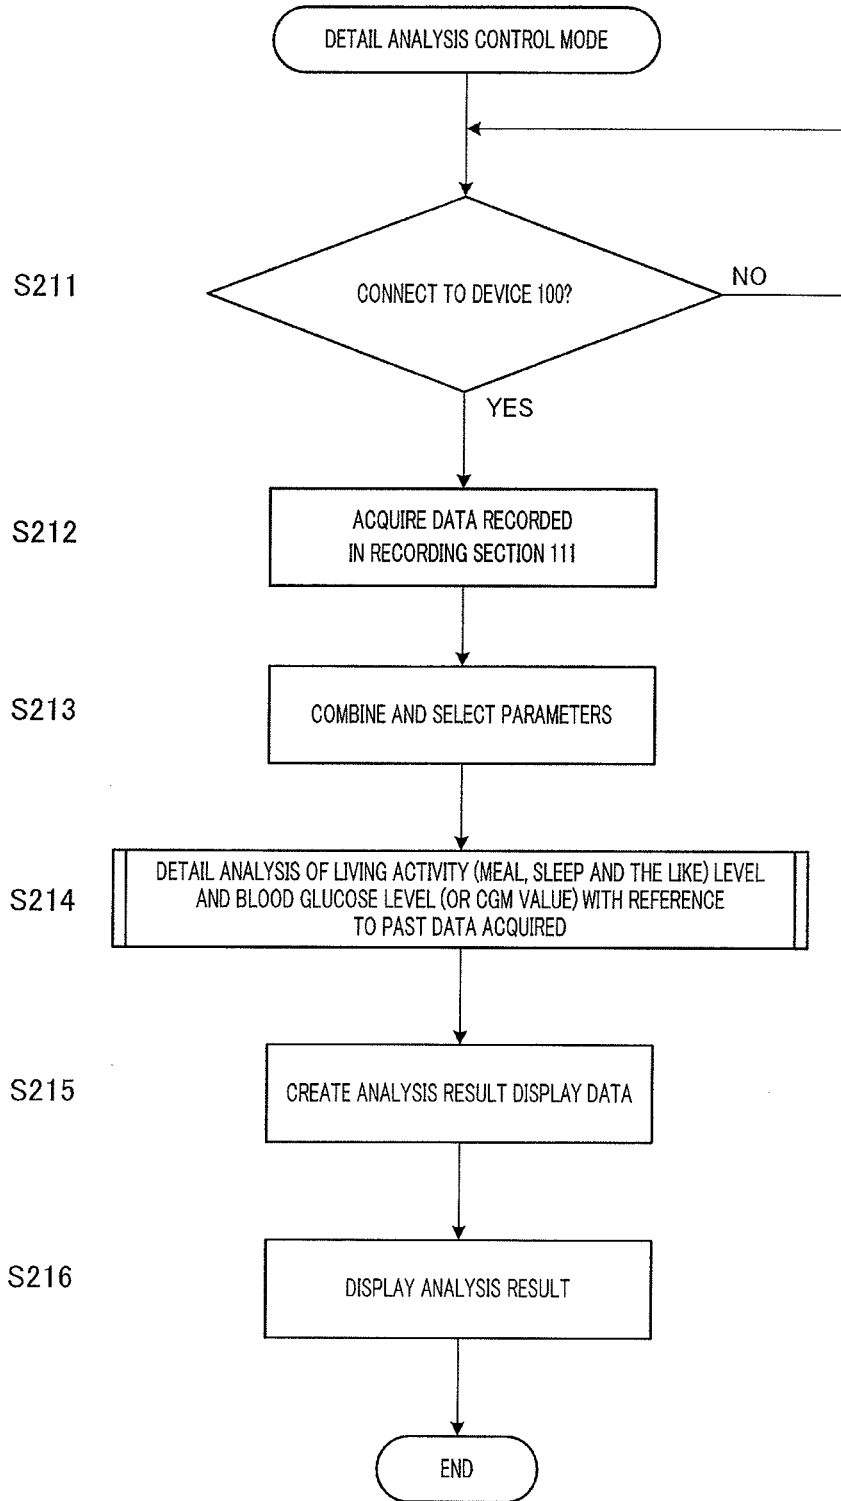 DETAIL ANALYSIS CONTROL MODE
S211
CONNECT TO DEVICE 100?
NO
YES
S212
ACQUIRE DATA RECORDED
IN RECORDING SECTION 111
S213
COMBINE AND SELECT PARAMETERS
S214
DETAIL ANALYSIS OF LIVING ACTIVITY (MEAL, SLEEP AND THE LIKE) LEVEL
AND BLOOD GLUCOSE LEVEL (OR CGM VALUE) WITH REFERENCE
TO PAST DATA ACQUIRED
S215
CREATE ANALYSIS RESULT DISPLAY DATA
S216
DISPLAY ANALYSIS RESULT
END